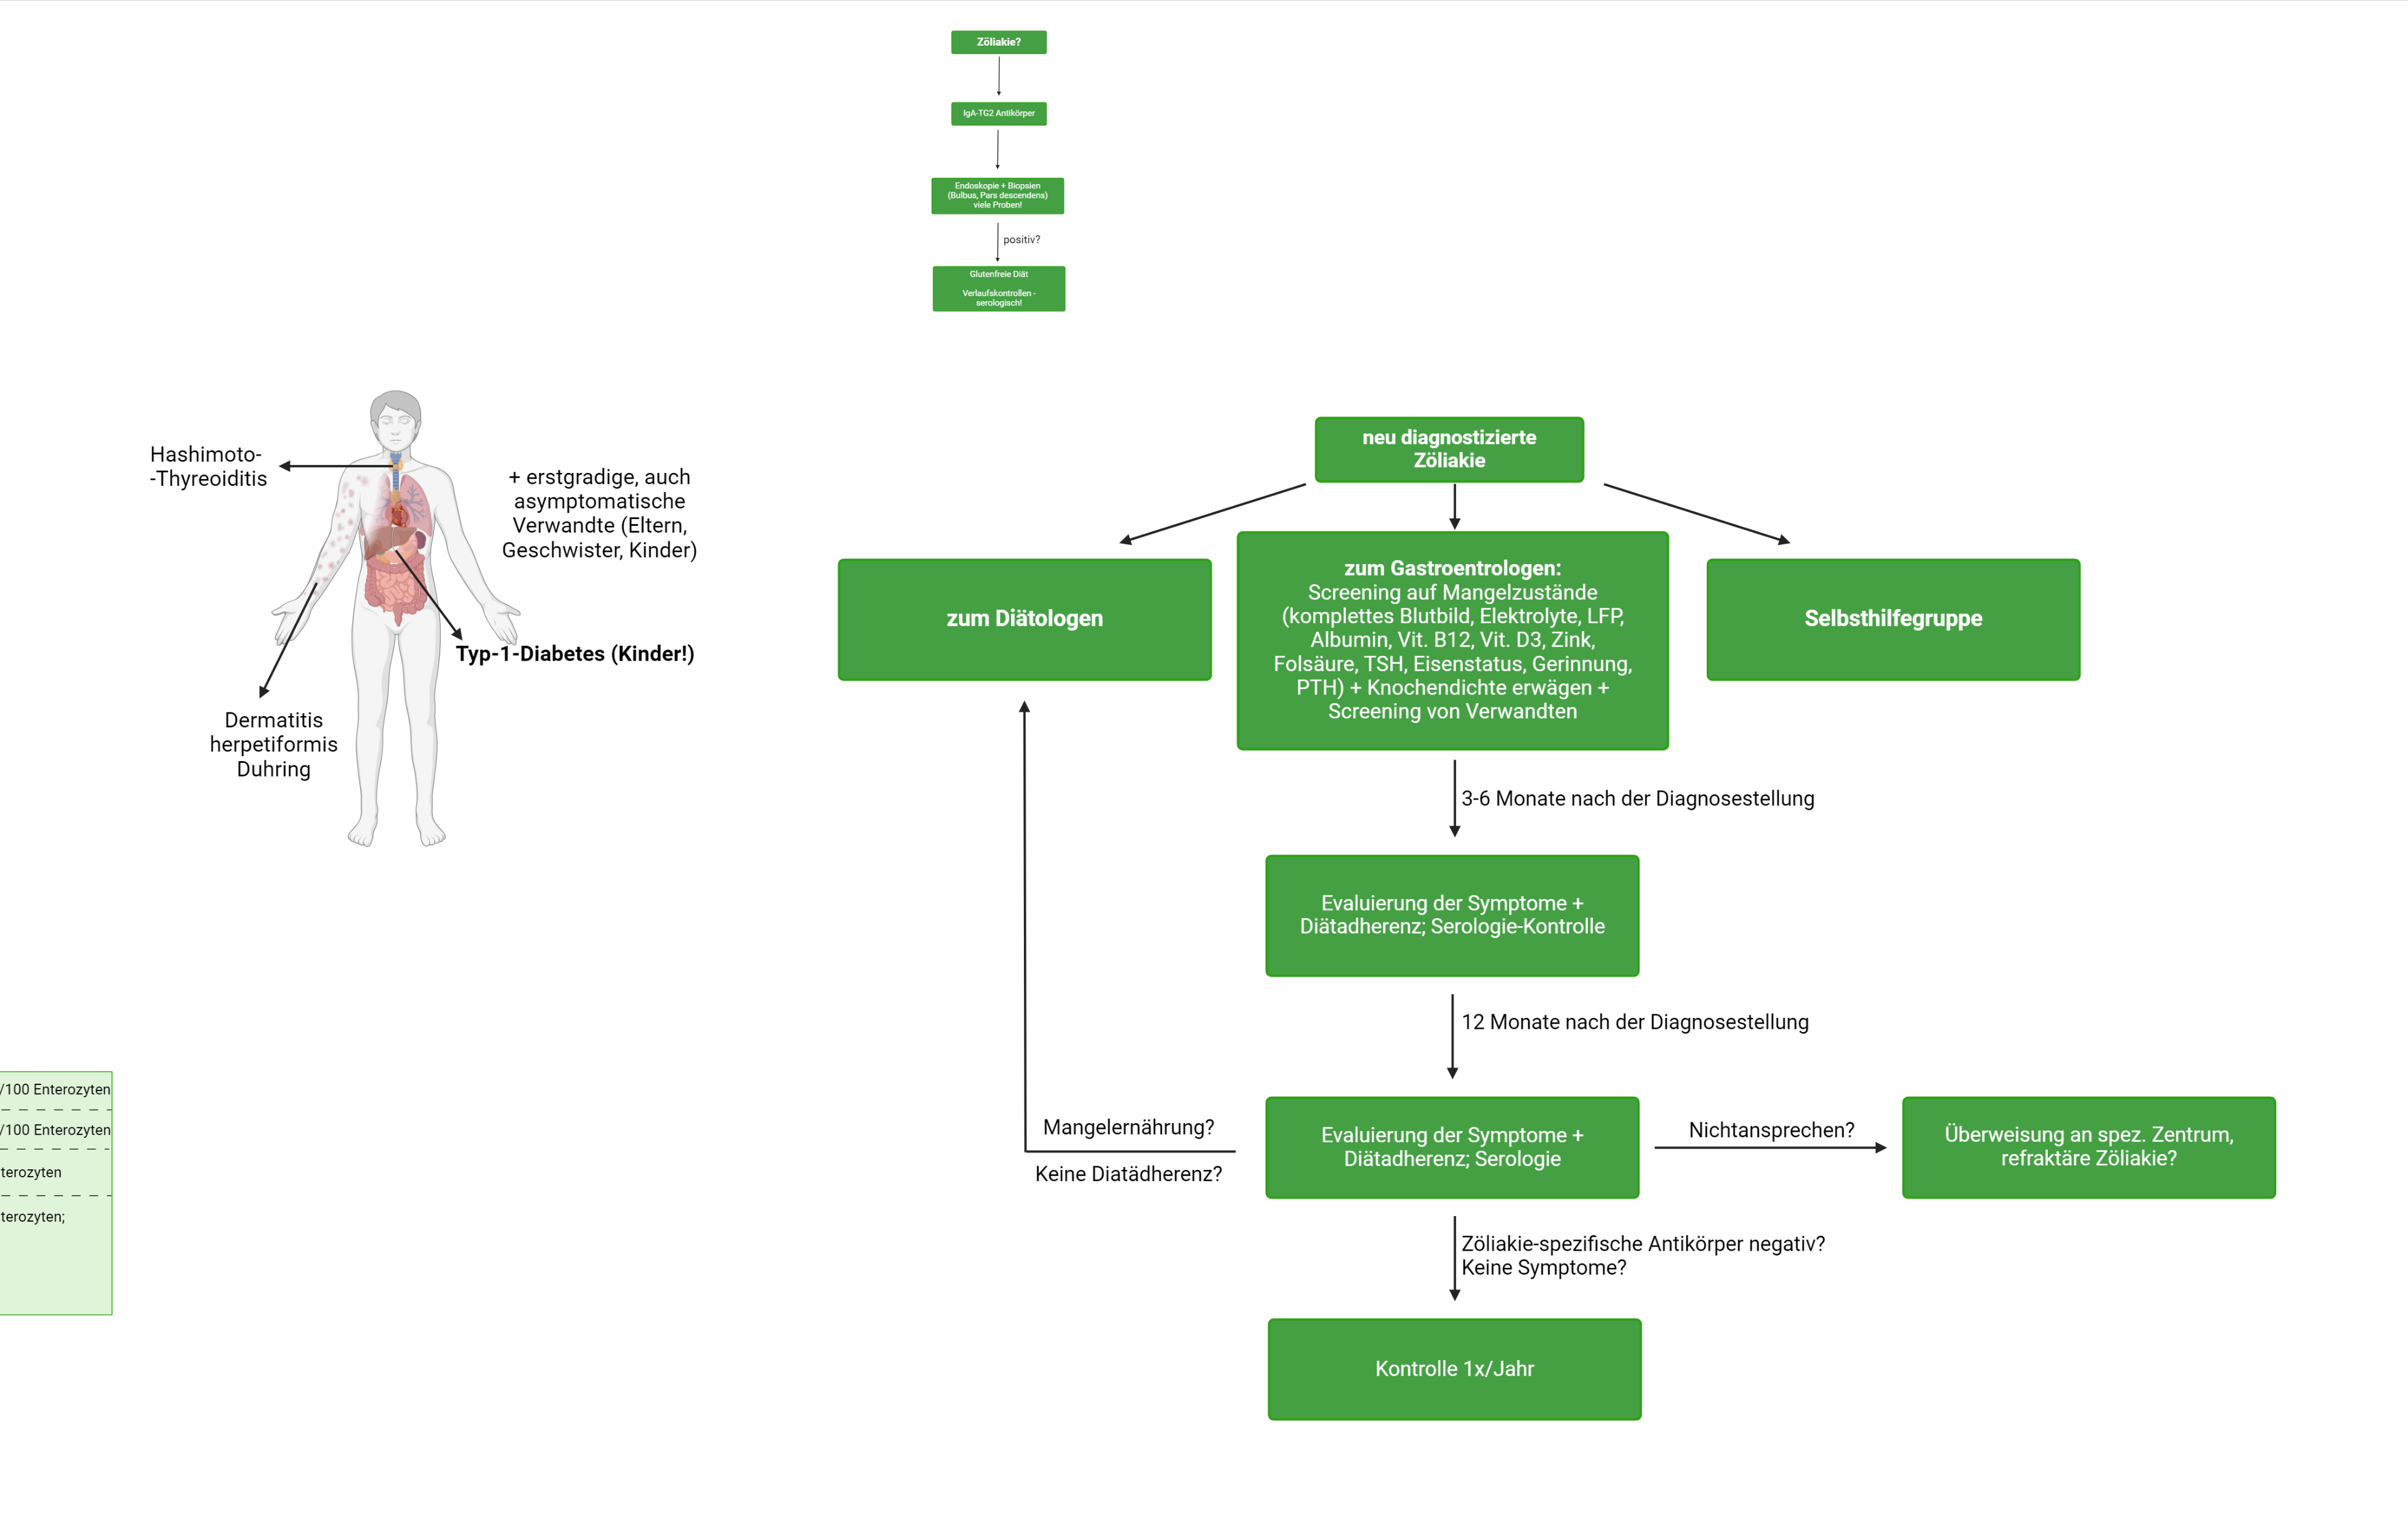 Zöliakie?
IgA-TG2 Antikörper
Endoskopie + Biopsien
(Bulbus, Pars descendens)
viele Proben!
positiv?
Glutenfreie Diät
Verlaufskontrollen -
serologisch!
Hashimoto-
-Thyreoiditis
+ erstgradige, auch
asymptomatische
Verwandte (Eltern,
Geschwister, Kinder)
Typ-1-Diabetes (Kinder!)
Dermatitis
herpetiformis
Duhring
/100 Enterozyten
/100 Enterozyten
terozyten
terozyten;
neu diagnostizierte
Zöliakie
zum Diätologen
zum Gastroentrologen:
Screening auf Mangelzustände
(komplettes Blutbild, Elektrolyte, LFP,
Albumin, Vit. B12, Vit. D3, Zink,
Folsäure, TSH, Eisenstatus, Gerinnung,
PTH) + Knochendichte erwägen +
Screening von Verwandten
Selbsthilfegruppe
3-6 Monate nach der Diagnosestellung
Evaluierung der Symptome +
Diätadherenz; Serologie-Kontrolle
12 Monate nach der Diagnosestellung
Mangelernährung?
Keine Diatädherenz?
Evaluierung der Symptome +
Diätadherenz; Serologie
Nichtansprechen?
Überweisung an spez. Zentrum,
refraktäre Zöliakie?
Zöliakie-spezifische Antikörper negativ?
Keine Symptome?
Kontrolle 1x/Jahr